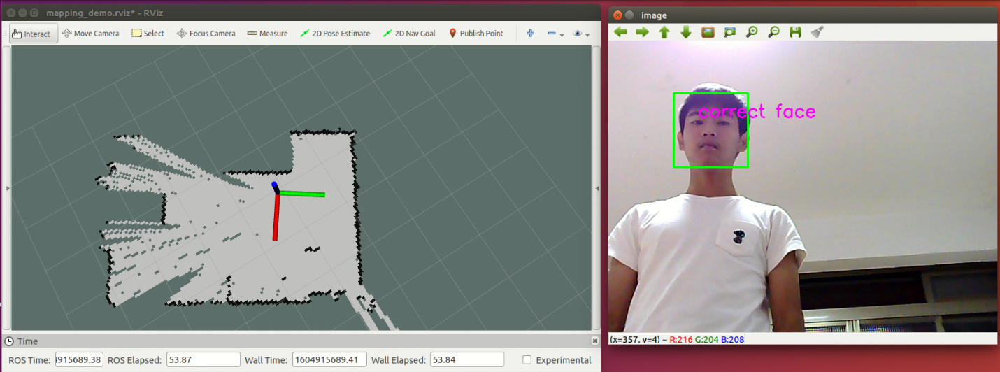 mapping_demo.rviz* - RViz
Interact Move Camera Select Focus Camera Measure 2D Pose Estimate 2D Nav Goal Publish Point
Time
ROS Time: 915689.38 ROS Elapsed: 53.87 Wall Time: 1604915689.41 Wall Elapsed: 53.84 Experimental
image
correct face
(x=357, y=4) ~ R:216 G:204 B:208